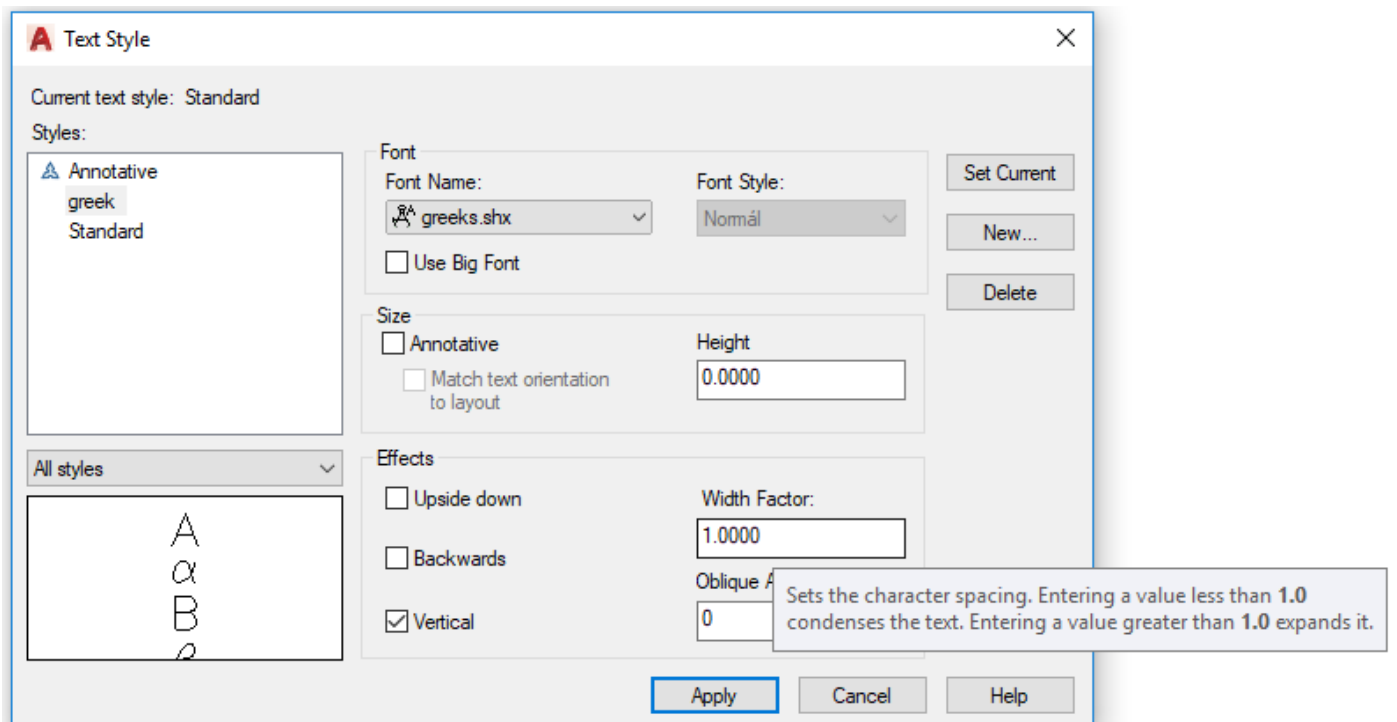 Text Style
Current text style: Standard
Styles:
Annotative
greek
Standard
All styles
A
α
B
Font
Font Name:
Font Style:
greeks.shx
Normál
Use Big Font
Size
Annotative
Height
Match text orientation
to layout
0.0000
Effects
Upside down
Width Factor:
1.0000
Backwards
Oblique A
Vertical
0
Sets the character spacing. Entering a value less than 1.0
condenses the text. Entering a value greater than 1.0 expands it.
Set Current
New...
Delete
Apply
Cancel
Help